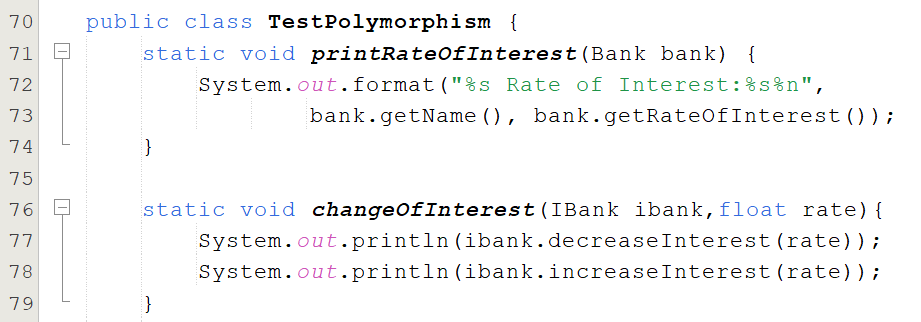 70 public class TestPolymorphism {
71 static void printRateOfInterest(Bank bank) {
72 System.out.format("%s Rate of Interest:%s%n",
73 bank.getName(), bank.getRateOfInterest());
74 }
75
76 static void changeOfInterest(IBank ibank,float rate){
77 System.out.println(ibank.decreaseInterest(rate));
78 System.out.println(ibank.increaseInterest(rate));
79 }